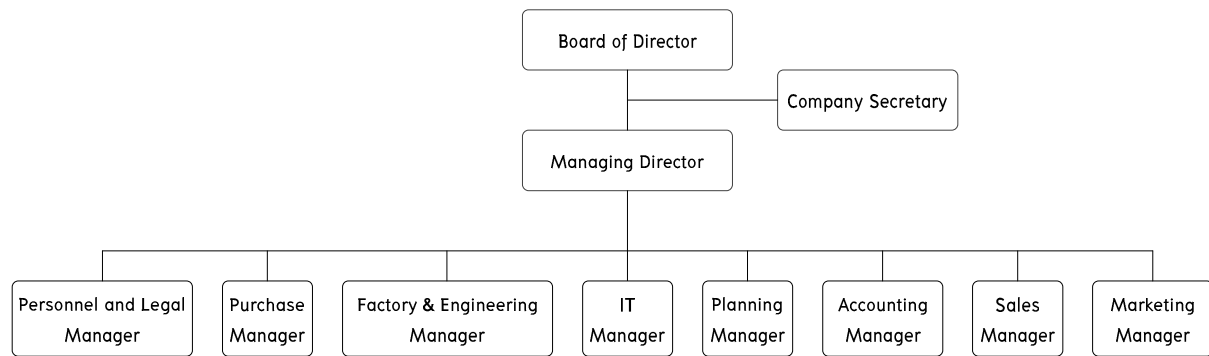 Board of Director
Company Secretary
Managing Director
Personnel and Legal
Manager
Purchase
Manager
Factory & Engineering
Manager
IT
Manager
Planning
Manager
Accounting
Manager
Sales
Manager
Marketing
Manager